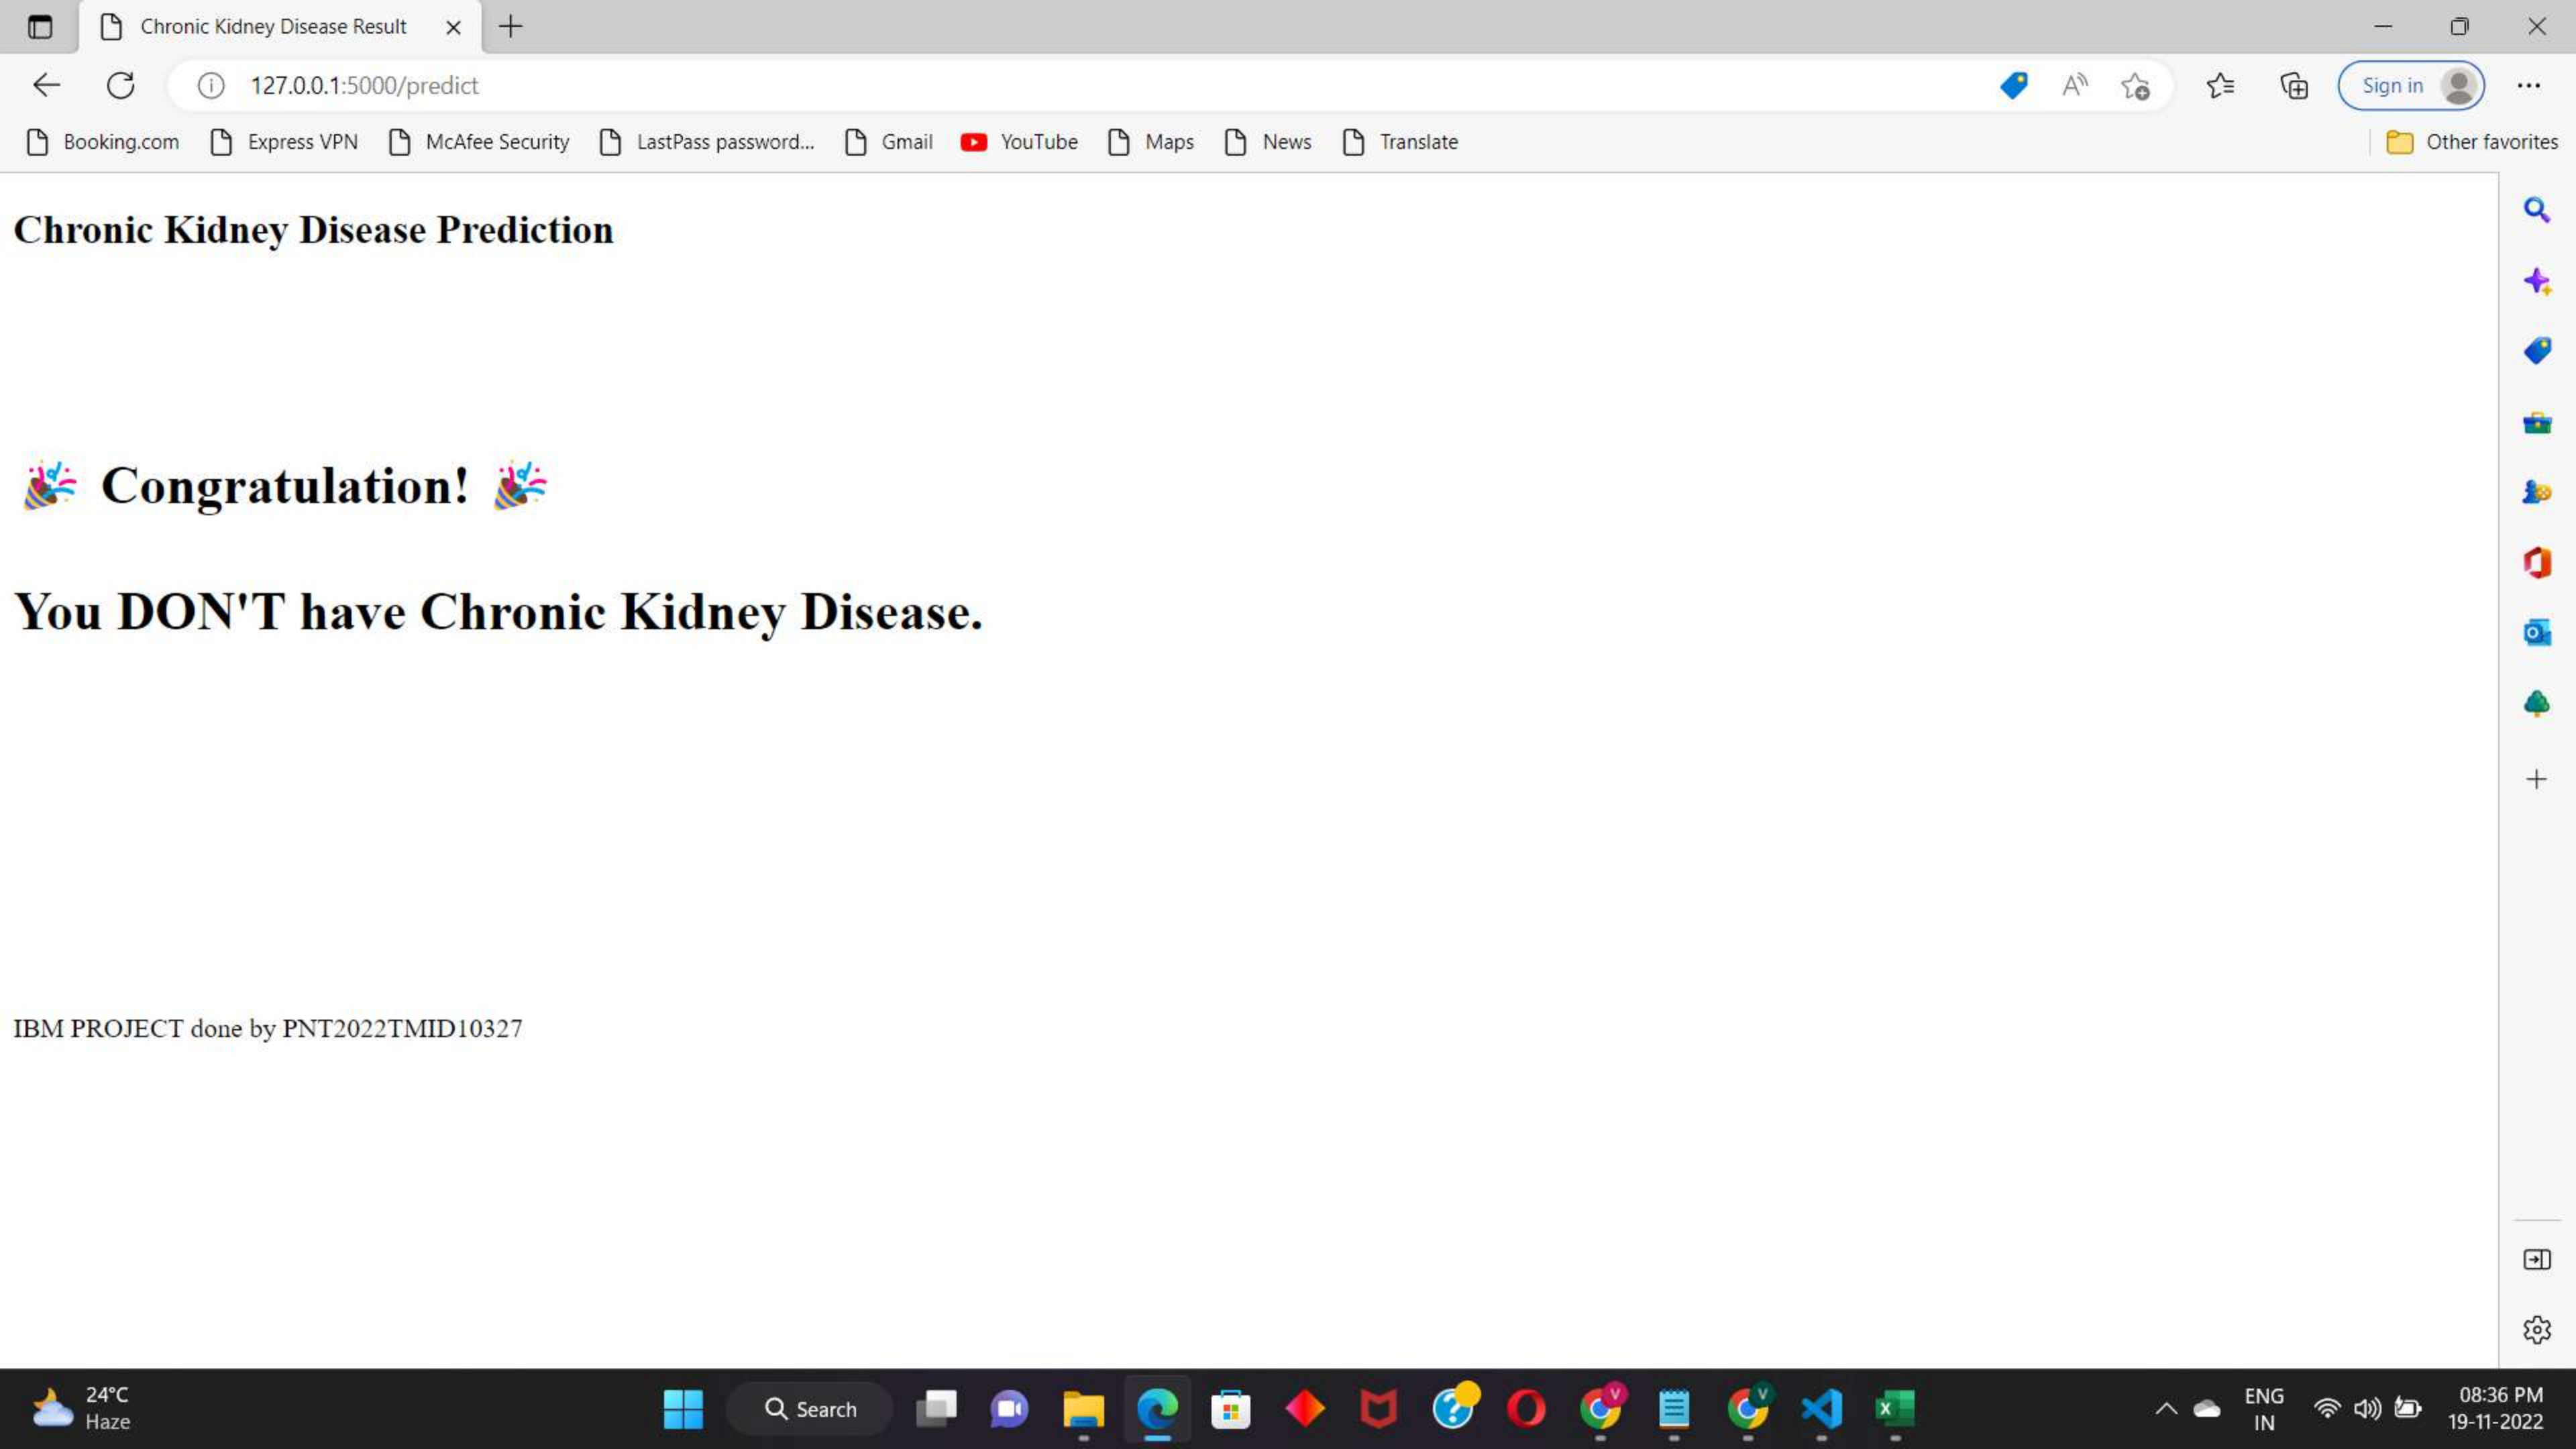 Chronic Kidney Disease Result
127.0.0.1:5000/predict
Sign in
Booking.com Express VPN McAfee Security LastPass password... Gmail YouTube Maps News Translate Other favorites
Chronic Kidney Disease Prediction
🎉 Congratulation! 🎉
You DON'T have Chronic Kidney Disease.
IBM PROJECT done by PNT2022TMID10327
24°C
Haze
Search
ENG
IN
08:36 PM
19-11-2022